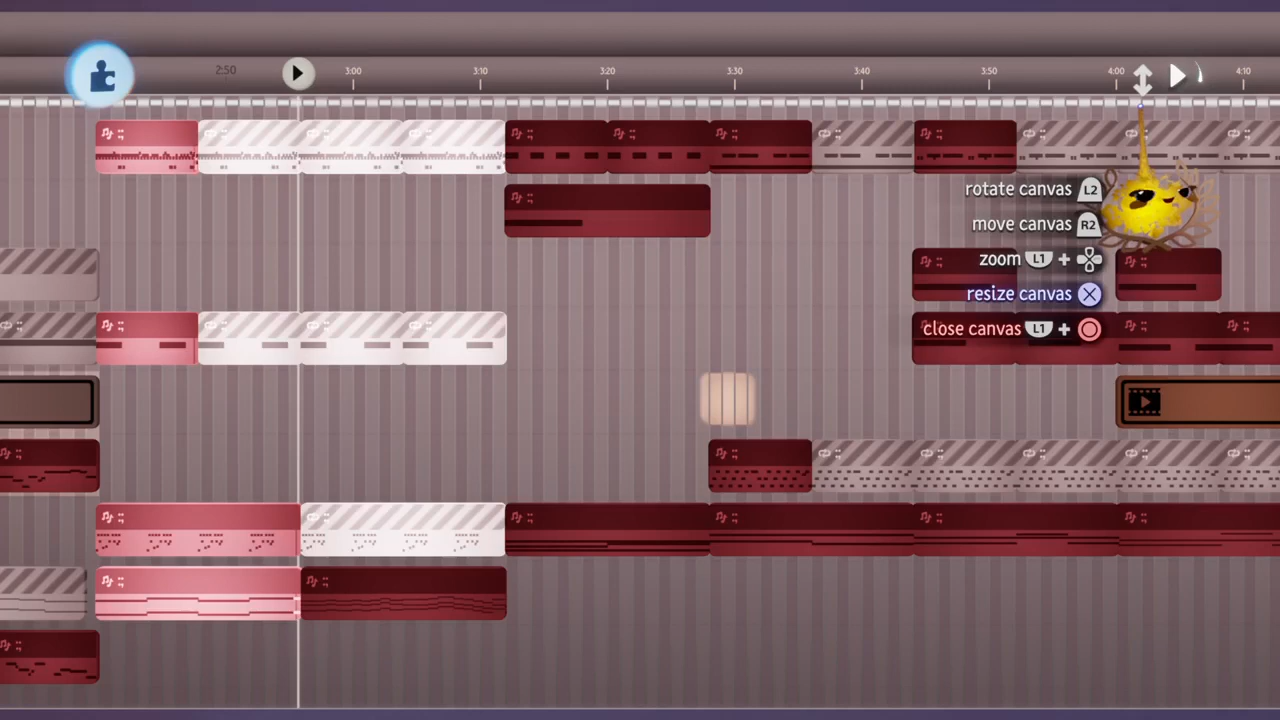 2:50 3:00 3:10 3:20 3:30 3:40 3:50 4:00 4:10
rotate canvas L2
move canvas R2
zoom L1 +
resize canvas
close canvas L1 +